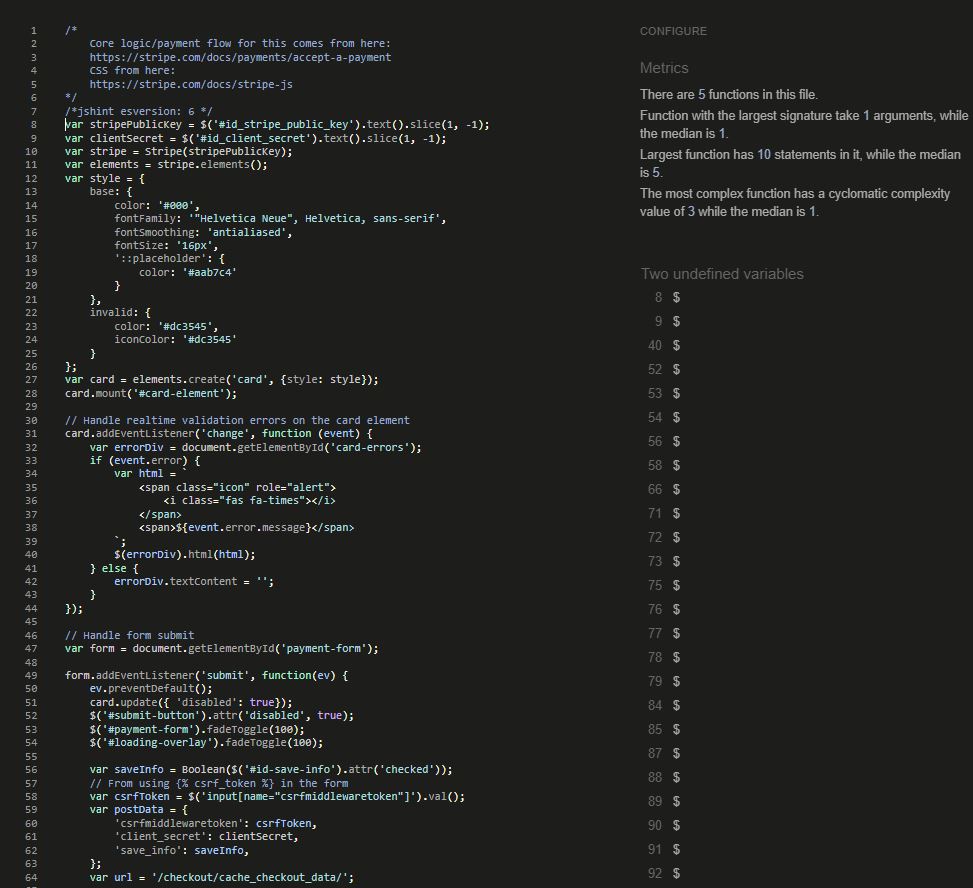 1 /*
2 Core logic/payment flow for this comes from here:
3 https://stripe.com/docs/payments/accept-a-payment
4 CSS from here:
5 https://stripe.com/docs/stripe-js
6 */
7 /*jshint esversion: 6 */
8 var stripePublicKey = $('#id_stripe_public_key').text().slice(1, -1);
9 var clientSecret = $('#id_client_secret').text().slice(1, -1);
10 var stripe = Stripe(stripePublicKey);
11 var elements = stripe.elements();
12 var style = {
13 base: {
14 color: '#000',
15 fontFamily: '"Helvetica Neue", Helvetica, sans-serif',
16 fontSmoothing: 'antialiased',
17 fontSize: '16px',
18 '::placeholder': {
19 color: '#aab7c4'
20 }
21 },
22 invalid: {
23 color: '#dc3545',
24 iconColor: '#dc3545'
25 }
26 };
27 var card = elements.create('card', {style: style});
28 card.mount('#card-element');
29
30 // Handle realtime validation errors on the card element
31 card.addEventListener('change', function (event) {
32 var errorDiv = document.getElementById('card-errors');
33 if (event.error) {
34 var html = `
35 <span class="icon" role="alert">
36 <i class="fas fa-times"></i>
37 </span>
38 <span>${event.error.message}</span>
39 `;
40 $(errorDiv).html(html);
41 } else {
42 errorDiv.textContent = '';
43 }
44 });
45
46 // Handle form submit
47 var form = document.getElementById('payment-form');
48
49 form.addEventListener('submit', function(ev) {
50 ev.preventDefault();
51 card.update({ 'disabled': true});
52 $('#submit-button').attr('disabled', true);
53 $('#payment-form').fadeToggle(100);
54 $('#loading-overlay').fadeToggle(100);
55
56 var saveInfo = Boolean($('#id-save-info').attr('checked'));
57 // From using {% csrf_token %} in the form
58 var csrfToken = $('input[name="csrfmiddlewaretoken"]').val();
59 var postData = {
60 'csrfmiddlewaretoken': csrfToken,
61 'client_secret': clientSecret,
62 'save_info': saveInfo,
63 };
64 var url = '/checkout/cache_checkout_data/';
CONFIGURE
Metrics
There are 5 functions in this file.
Function with the largest signature take 1 arguments, while
the median is 1.
Largest function has 10 statements in it, while the median
is 5.
The most complex function has a cyclomatic complexity
value of 3 while the median is 1.
Two undefined variables
8 $
9 $
40 $
52 $
53 $
54 $
56 $
58 $
66 $
71 $
72 $
73 $
75 $
76 $
77 $
78 $
79 $
84 $
85 $
87 $
88 $
89 $
90 $
91 $
92 $